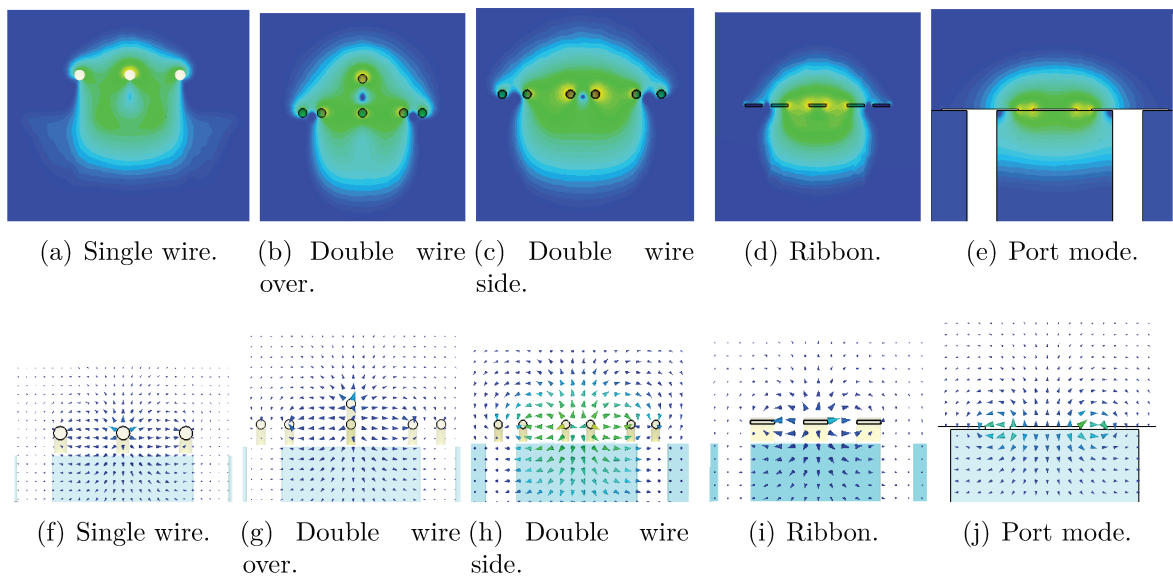 (a) Single wire.
(b) Double wire
over.
(c) Double wire
side.
(d) Ribbon.
(e) Port mode.
(f) Single wire.
(g) Double wire
over.
(h) Double wire
side.
(i) Ribbon.
(j) Port mode.